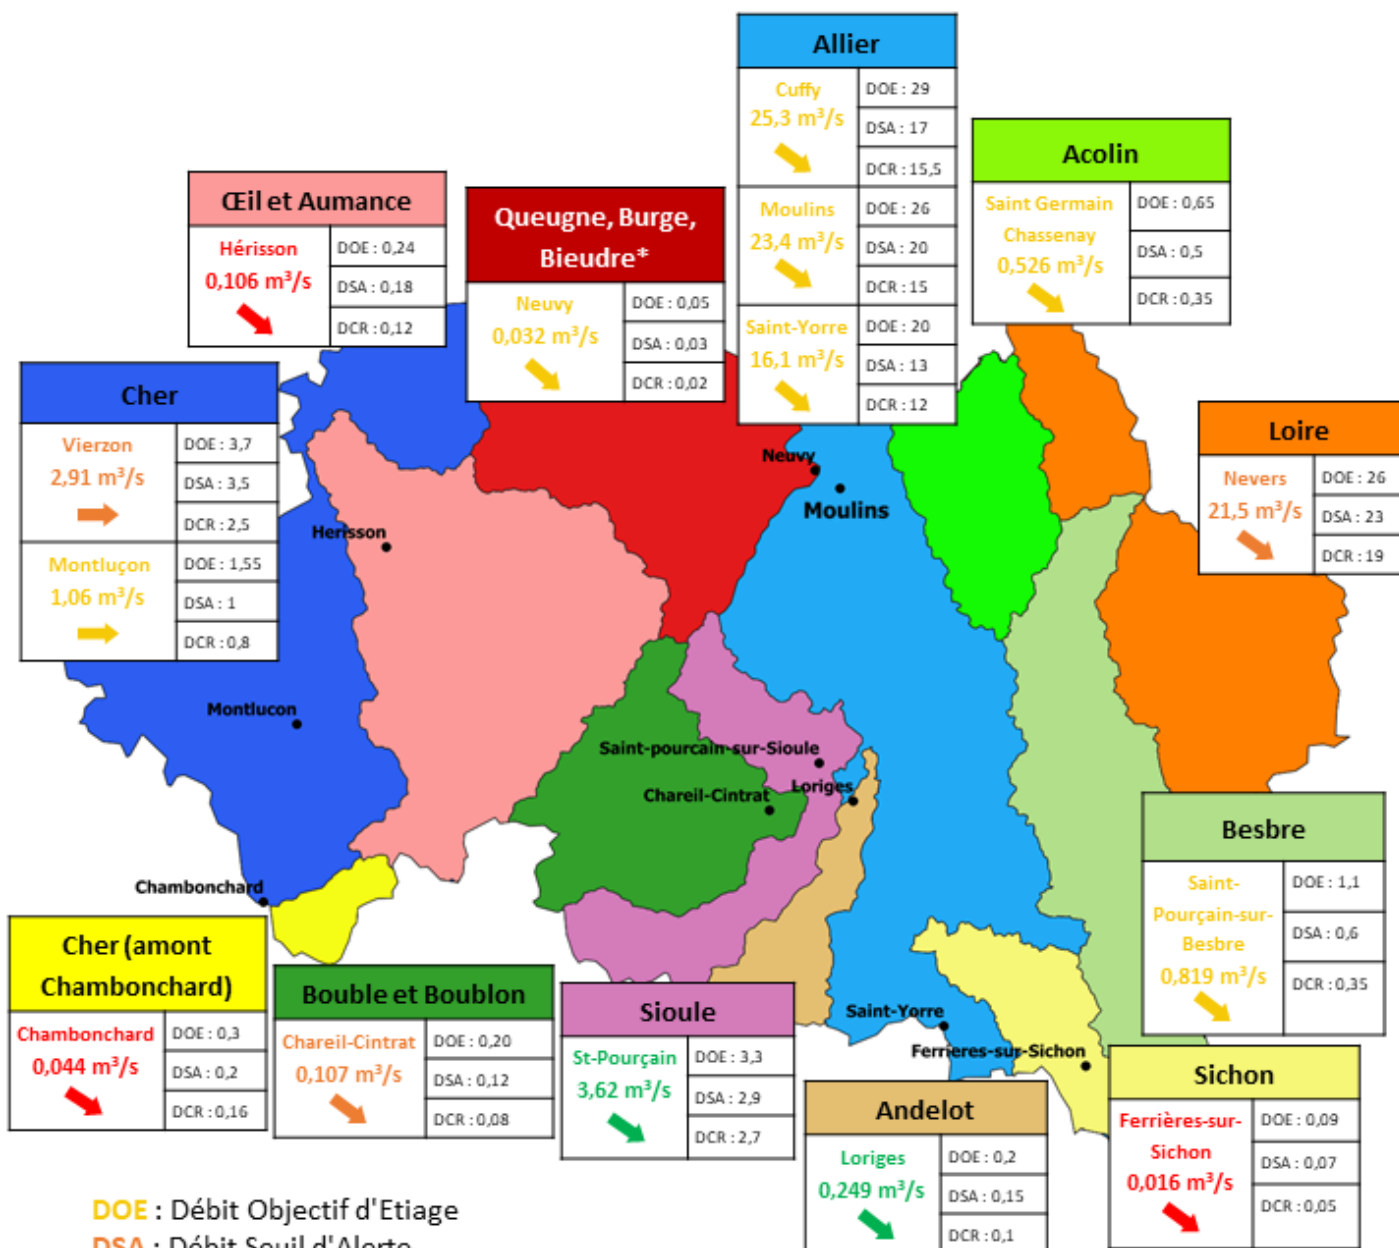 Allier
Cuffy
25,3 m³/s
DOE : 29
DSA : 17
DCR : 15,5
Moulins
23,4 m³/s
DOE : 26
DSA : 20
DCR : 15
Saint-Yorre
16,1 m³/s
DOE : 20
DSA : 13
DCR : 12
Acolin
Saint Germain
Chassenay
0,526 m³/s
DOE : 0,65
DSA : 0,5
DCR : 0,35
Œil et Aumance
Hérisson
0,106 m³/s
DOE : 0,24
DSA : 0,18
DCR : 0,12
Queugne, Burge,
Bieudre*
Neuvy
0,032 m³/s
DOE : 0,05
DSA : 0,03
DCR : 0,02
Cher
Vierzon
2,91 m³/s
DOE : 3,7
DSA : 3,5
DCR : 2,5
Montluçon
1,06 m³/s
DOE : 1,55
DSA : 1
DCR : 0,8
Loire
Nevers
21,5 m³/s
DOE : 26
DSA : 23
DCR : 19
Neuvy
Moulins
Herisson
Montlucon
Saint-pourcain-sur-Sioule
Loriges
Chareil-Cintrat
Chambonchard
Saint-Yorre
Ferrieres-sur-Sichon
Besbre
Saint-
Pourçain-sur-
Besbre
0,819 m³/s
DOE : 1,1
DSA : 0,6
DCR : 0,35
Cher (amont
Chambonchard)
Chambonchard
0,044 m³/s
DOE : 0,3
DSA : 0,2
DCR : 0,16
Bouble et Boublon
Chareil-Cintrat
0,107 m³/s
DOE : 0,20
DSA : 0,12
DCR : 0,08
Sioule
St-Pourçain
3,62 m³/s
DOE : 3,3
DSA : 2,9
DCR : 2,7
Andelot
Loriges
0,249 m³/s
DOE : 0,2
DSA : 0,15
DCR : 0,1
Sichon
Ferrières-sur-
Sichon
0,016 m³/s
DOE : 0,09
DSA : 0,07
DCR : 0,05
DOE : Débit Objectif d'Etiage
DSA : Débit Seuil d'Alerte